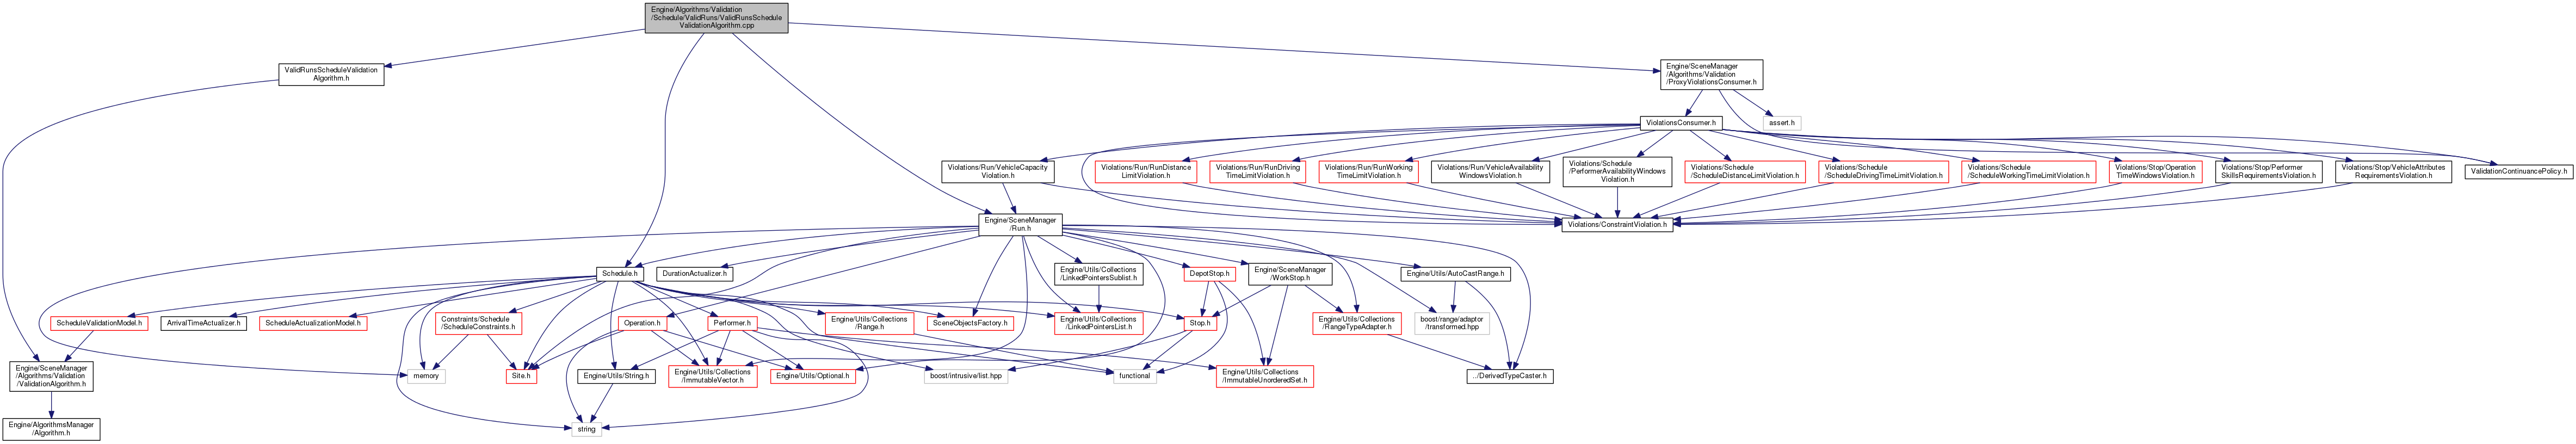 Engine/Algorithms/Validation
/Schedule/ValidRuns/ValidRunsSchedule
ValidationAlgorithm.cpp
ValidRunsScheduleValidation
Algorithm.h
Engine/SceneManager
/Algorithms/Validation
/ProxyViolationsConsumer.h
ViolationsConsumer.h
assert.h
Violations/Run/VehicleCapacity
Violation.h
Violations/Run/RunDistance
LimitViolation.h
Violations/Run/RunDriving
TimeLimitViolation.h
Violations/Run/RunWorking
TimeLimitViolation.h
Violations/Run/VehicleAvailability
WindowsViolation.h
Violations/Schedule
/PerformerAvailabilityWindows
Violation.h
Violations/Schedule
/ScheduleDistanceLimitViolation.h
Violations/Schedule
/ScheduleDrivingTimeLimitViolation.h
Violations/Schedule
/ScheduleWorkingTimeLimitViolation.h
Violations/Stop/Operation
TimeWindowsViolation.h
Violations/Stop/Performer
SkillsRequirementsViolation.h
Violations/Stop/VehicleAttributes
RequirementsViolation.h
ValidationContinuancePolicy.h
Engine/SceneManager
/Run.h
Violations/ConstraintViolation.h
Schedule.h
DurationActualizer.h
Engine/Utils/Collections
/LinkedPointersSublist.h
DepotStop.h
Engine/SceneManager
/WorkStop.h
Engine/Utils/AutoCastRange.h
ScheduleValidationModel.h
ArrivalTimeActualizer.h
ScheduleActualizationModel.h
Constraints/Schedule
/ScheduleConstraints.h
Operation.h
Performer.h
Engine/Utils/Collections
/Range.h
SceneObjectsFactory.h
Engine/Utils/Collections
/LinkedPointersList.h
Stop.h
Engine/Utils/Collections
/RangeTypeAdapter.h
boost/range/adaptor
/transformed.hpp
Engine/SceneManager
/Algorithms/Validation
/ValidationAlgorithm.h
memory
Site.h
Engine/Utils/String.h
Engine/Utils/Collections
/ImmutableVector.h
Engine/Utils/Optional.h
boost/intrusive/list.hpp
functional
Engine/Utils/Collections
/ImmutableUnorderedSet.h
../DerivedTypeCaster.h
Engine/AlgorithmsManager
/Algorithm.h
string